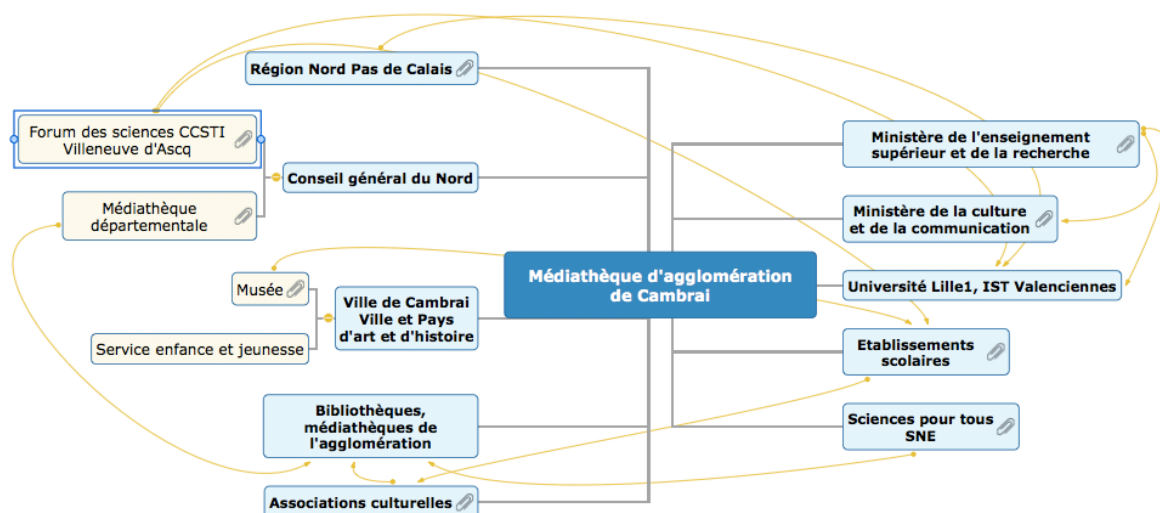 Région Nord Pas de Calais
Forum des sciences CCSTI
Villeneuve d'Ascq
Conseil général du Nord
Médiathèque
départementale
Musée
Ville de Cambrai
Ville et Pays
d'art et d'histoire
Service enfance et jeunesse
Bibliothèques,
médiathèques de
l'agglomération
Associations culturelles
Médiathèque d'agglomération
de Cambrai
Ministère de l'enseignement
supérieur et de la recherche
Ministère de la culture
et de la communication
Université Lille1, IST Valenciennes
Etablissements
scolaires
Sciences pour tous
SNE